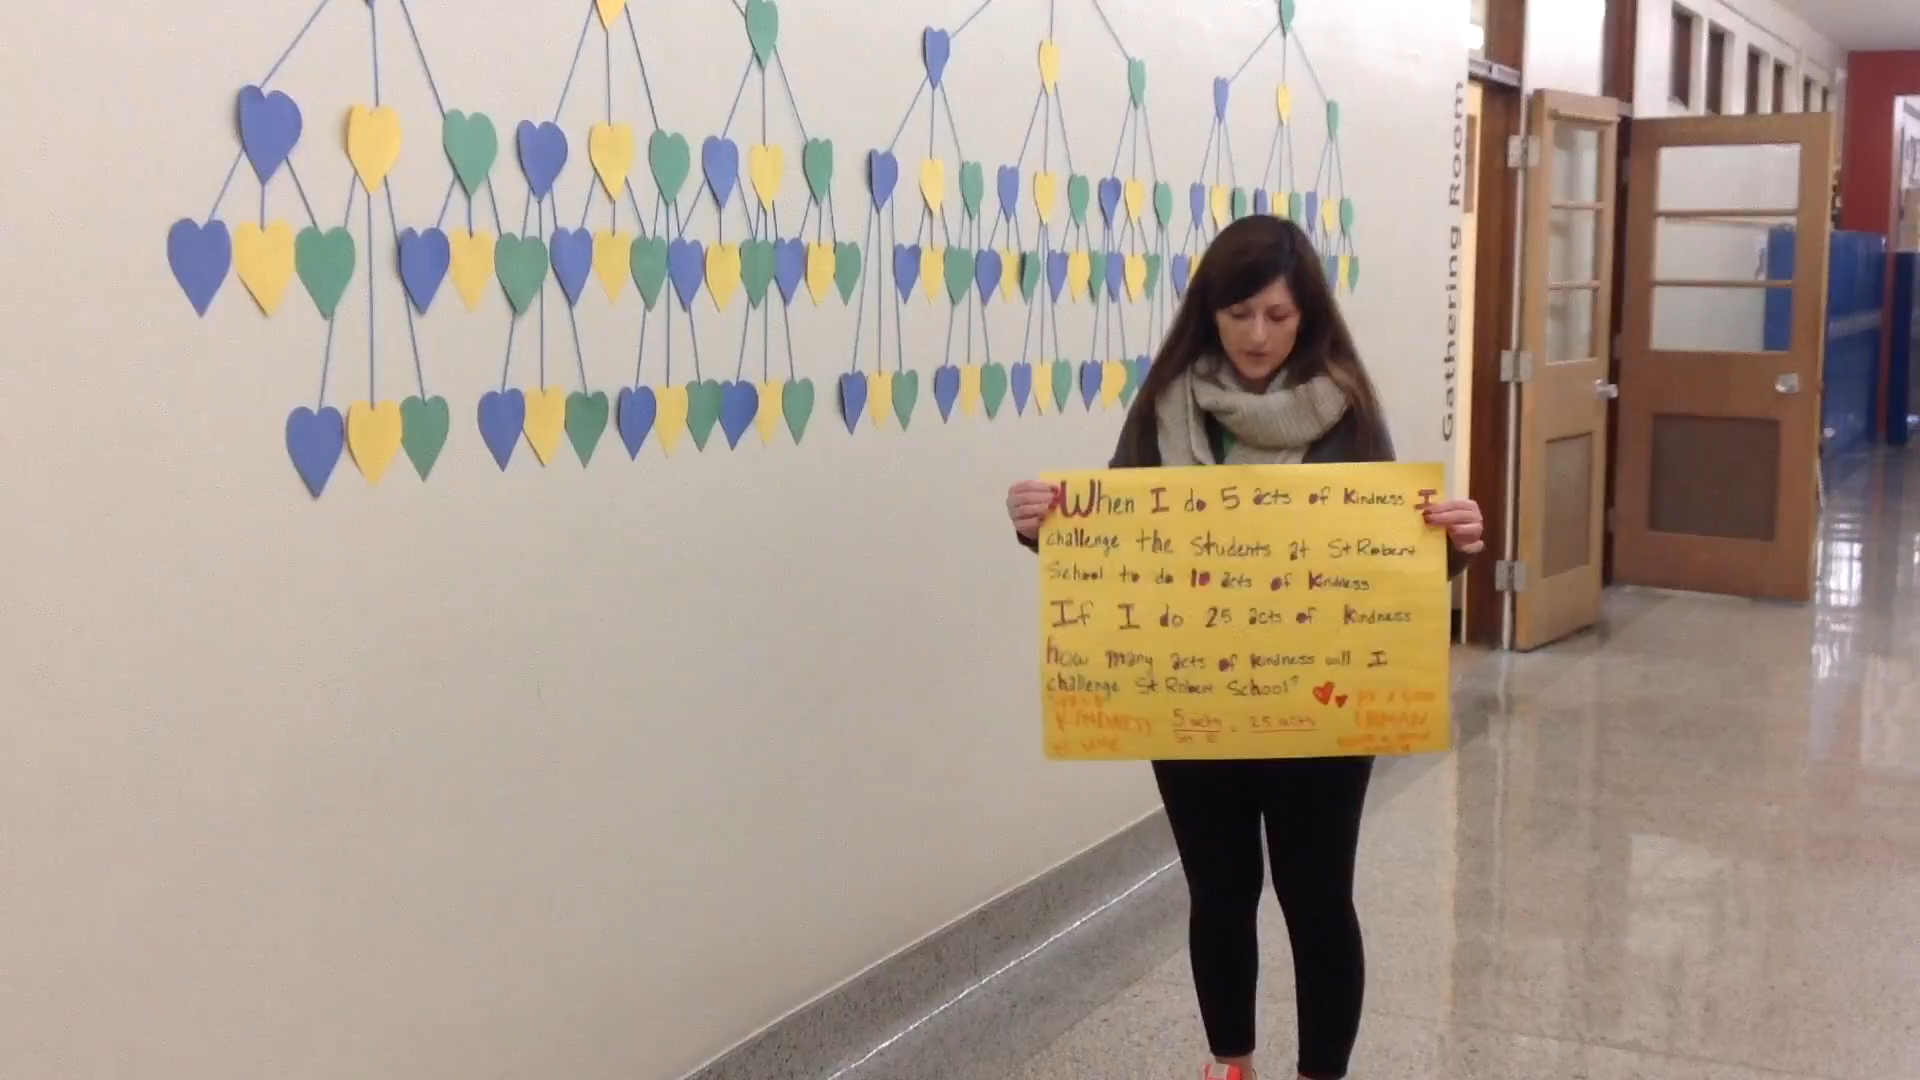 Gathering Room
When I do 5 acts of kindness I
challenge the students at St Robert
School to do 10 acts of kindness
If I do 25 acts of kindness
how many acts of kindness will I
challenge St Robert School?
KINDNESS
5 acts = 25 acts
HUMAN